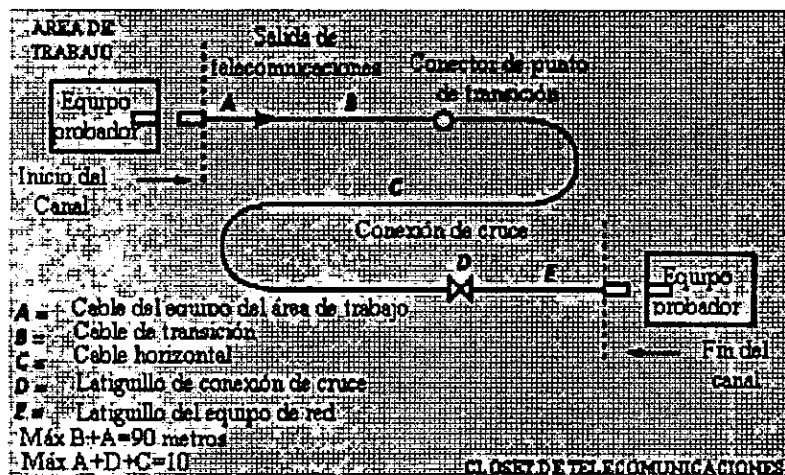 AREA DE
TRABAJO
Salida de
telecomnicaciones
Conector de punto
de transición
Equipo
probador
A
B
Inicio del
Canal
C
Conexión de cruce
D
E
Equipo
probador
Fin del
canal
A = Cable del equipo del área de trabajo
B = Cable de transición
C = Cable horizontal
D = Latiguillo de conexión de cruce
E = Latiguillo del equipo de red
Máx B+A=90 metros
Máx A+D+C=10
CLOSET DE TELECOMUNICACIONES